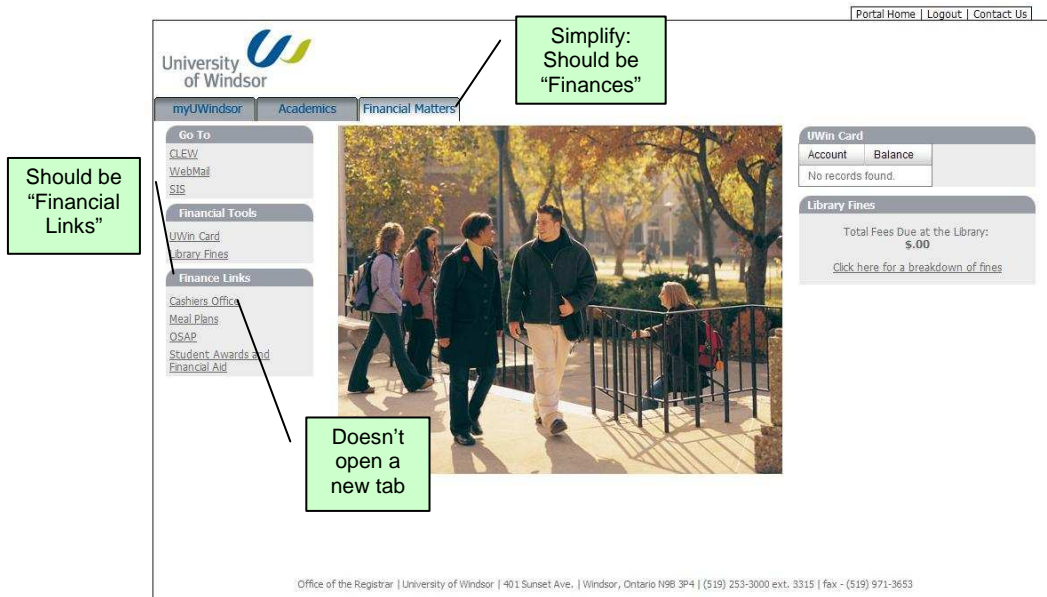 Portal Home | Logout | Contact Us
University
of Windsor
Simplify:
Should be
“Finances”
myUWindsor
Academics
Financial Matters
Should be
“Financial
Links”
Go To
CLEW
WebMail
SIS
Financial Tools
UWin Card
Library Fines
Finance Links
Cashiers Office
Meal Plans
OSAP
Student Awards and
Financial Aid
Doesn’t
open a
new tab
UWin Card
Account Balance
No records found.
Library Fines
Total Fees Due at the Library:
$.00
Click here for a breakdown of fines
Office of the Registrar | University of Windsor | 401 Sunset Ave. | Windsor, Ontario N9B 3P4 | (519) 253-3000 ext. 3315 | fax - (519) 971-3653